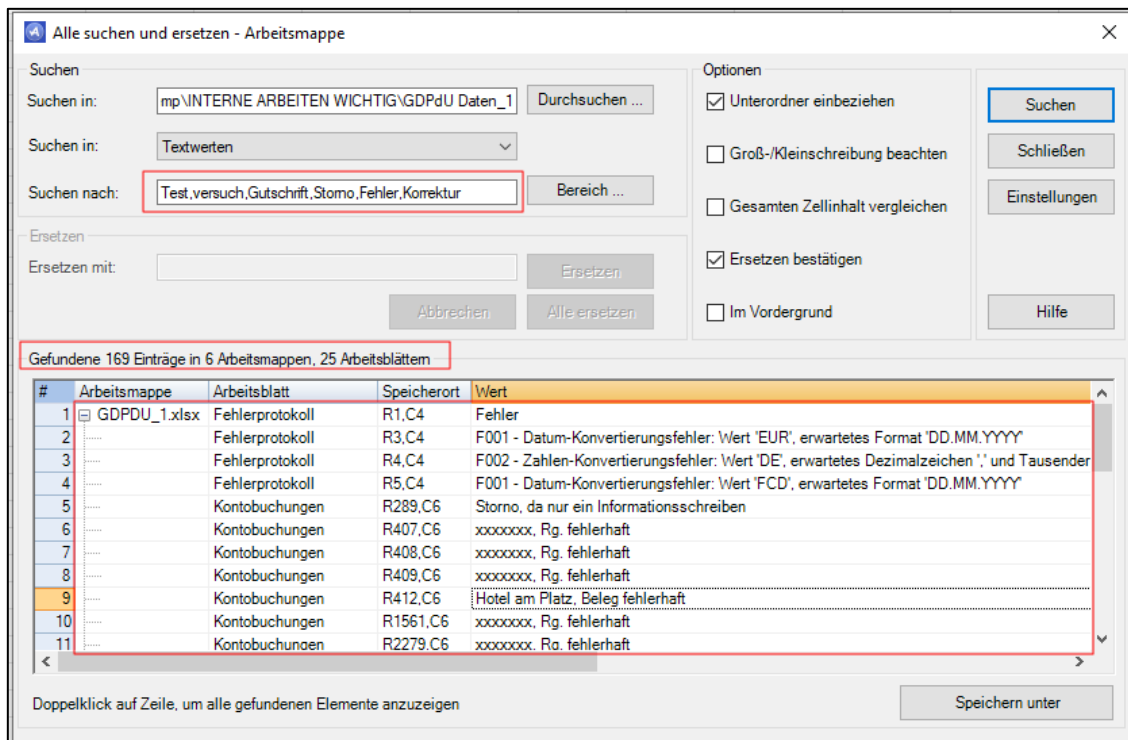 Alle suchen und ersetzen - Arbeitsmappe
Suchen
Suchen in: mp\INTERNE ARBEITEN WICHTIG\GDPdU Daten_1 Durchsuchen ...
Suchen in: Textwerten
Suchen nach: Test,versuch,Gutschrift,Storno,Fehler,Korrektur Bereich ...
Ersetzen
Ersetzen mit: Ersetzen
Abbrechen Alle ersetzen
Optionen
Unterordner einbeziehen
Groß-/Kleinschreibung beachten
Gesamten Zellinhalt vergleichen
Ersetzen bestätigen
Im Vordergrund
Suchen
Schließen
Einstellungen
Hilfe
Gefundene 169 Einträge in 6 Arbeitsmappen, 25 Arbeitsblättern
# Arbeitsmappe Arbeitsblatt Speicherort Wert
1 GDPDU_1.xlsx Fehlerprotokoll R1,C4 Fehler
2 Fehlerprotokoll R3,C4 F001 - Datum-Konvertierungsfehler: Wert 'EUR', erwartetes Format 'DD.MM.YYYY'
3 Fehlerprotokoll R4,C4 F002 - Zahlen-Konvertierungsfehler: Wert 'DE', erwartetes Dezimalzeichen ',' und Tausender
4 Fehlerprotokoll R5,C4 F001 - Datum-Konvertierungsfehler: Wert 'FCD', erwartetes Format 'DD.MM.YYYY'
5 Kontobuchungen R289,C6 Storno, da nur ein Informationsschreiben
6 Kontobuchungen R407,C6 xxxxxxx, Rg. fehlerhaft
7 Kontobuchungen R408,C6 xxxxxxx, Rg. fehlerhaft
8 Kontobuchungen R409,C6 xxxxxxx, Rg. fehlerhaft
9 Kontobuchungen R412,C6 Hotel am Platz, Beleg fehlerhaft
10 Kontobuchungen R1561,C6 xxxxxxx, Rg. fehlerhaft
11 Kontobuchungen R2279,C6 xxxxxxx, Rg. fehlerhaft
Doppelklick auf Zeile, um alle gefundenen Elemente anzuzeigen
Speichern unter